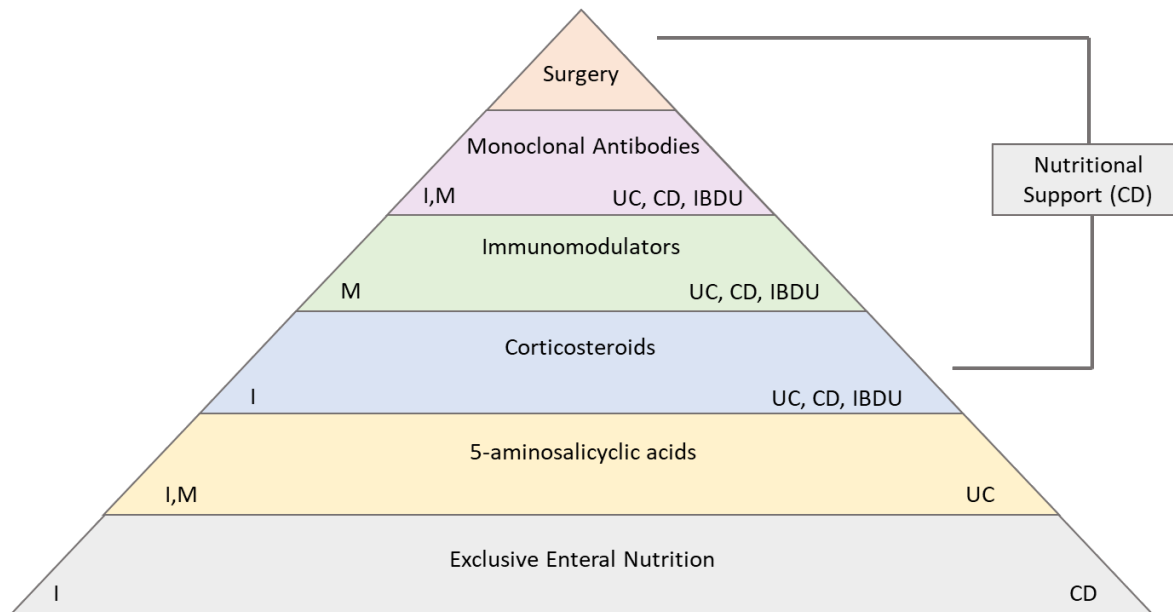 Surgery
Monoclonal Antibodies
I,M
UC, CD, IBDU
Nutritional
Support (CD)
Immunomodulators
M
UC, CD, IBDU
Corticosteroids
I
UC, CD, IBDU
5-aminosalicyclic acids
I,M
UC
Exclusive Enteral Nutrition
I
CD